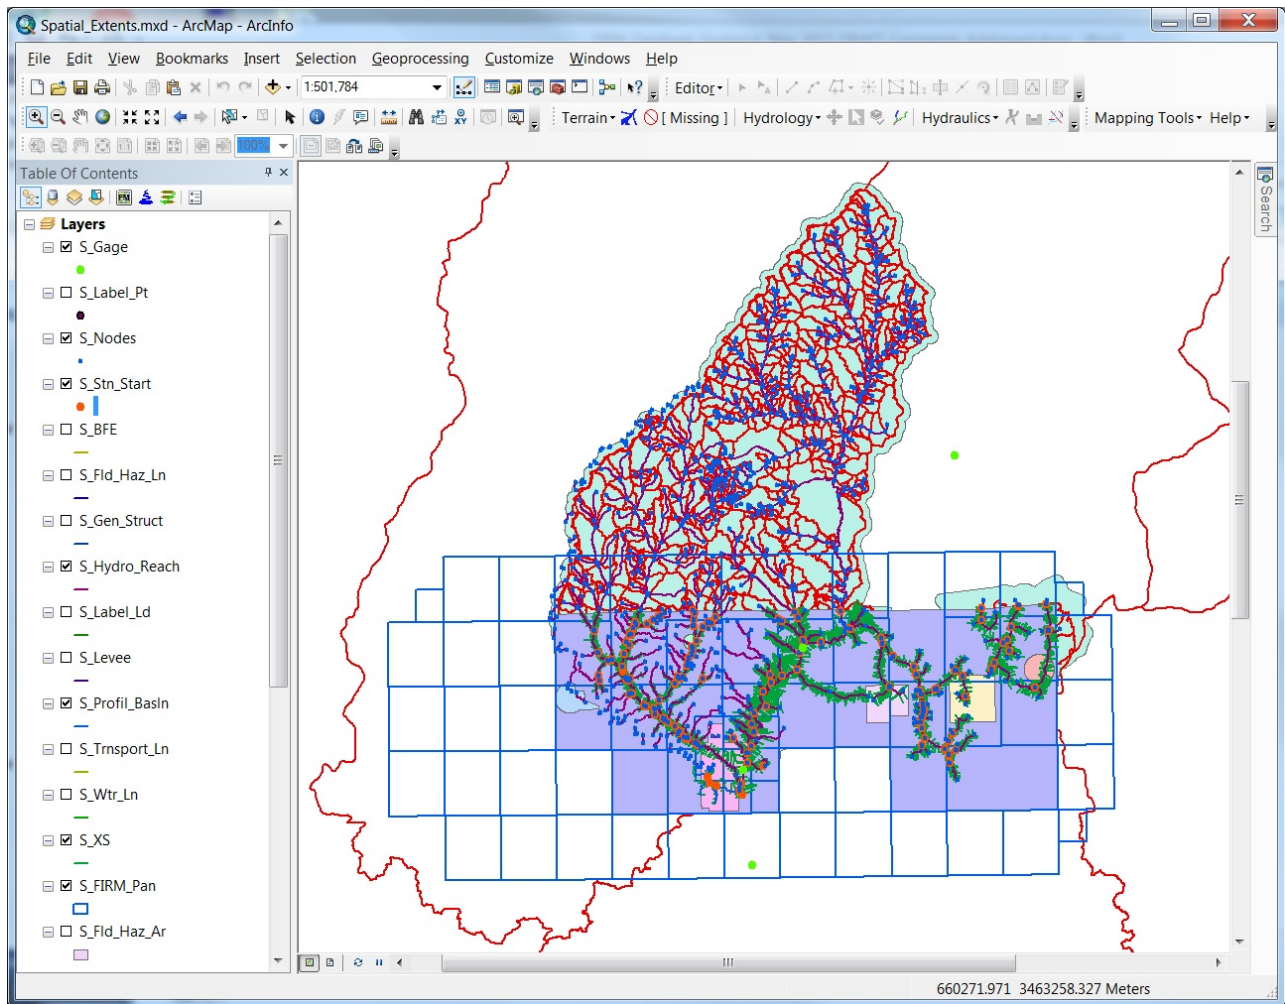 Spatial_Extents.mxd - ArcMap - ArcInfo
File Edit View Bookmarks Insert Selection Geoprocessing Customize Windows Help
1:501,784 Editor
Terrain [ Missing ] Hydrology Hydraulics Mapping Tools Help
100%
Table Of Contents
Search
Layers
S_Gage
S_Label_Pt
S_Nodes
S_Stn_Start
S_BFE
S_Fld_Haz_Ln
S_Gen_Struct
S_Hydro_Reach
S_Label_Ld
S_Levee
S_Profil_Basln
S_Trnsport_Ln
S_Wtr_Ln
S_XS
S_FIRM_Pan
S_Fld_Haz_Ar
660271.971 3463258.327 Meters